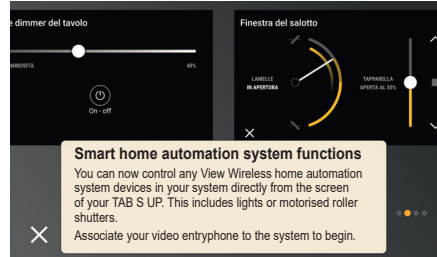 e dimmer del tavolo
Finestra del salotto
MINOSITÀ
40%
On - off
LAMELLE
IN APERTURA
TAPPARELLA
APERTA AL 50%
Smart home automation system functions
You can now control any View Wireless home automation
system devices in your system directly from the screen
of your TAB S UP. This includes lights or motorised roller
shutters.
Associate your video entryphone to the system to begin.